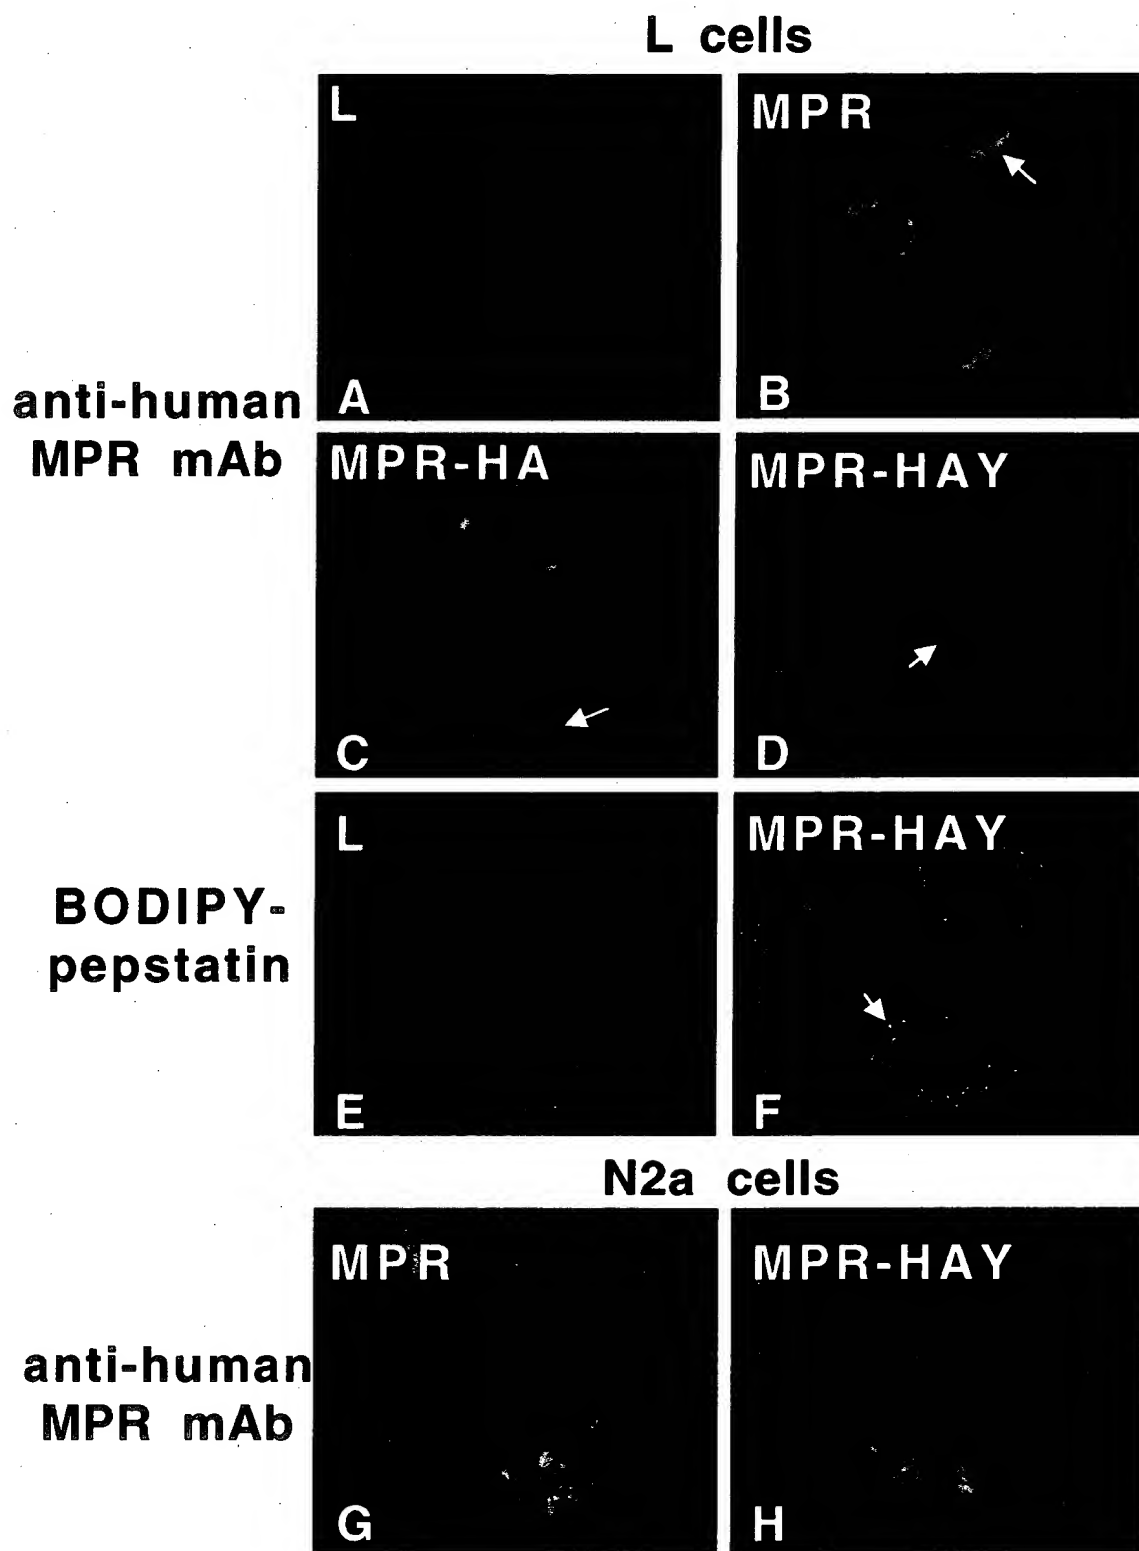 L cells
L
MPR
anti-human
MPR mAb
A
B
MPR-HA
MPR-HAY
C
D
BODIPY-
pepstatin
L
MPR-HAY
E
F
N2a cells
anti-human
MPR mAb
MPR
MPR-HAY
G
H